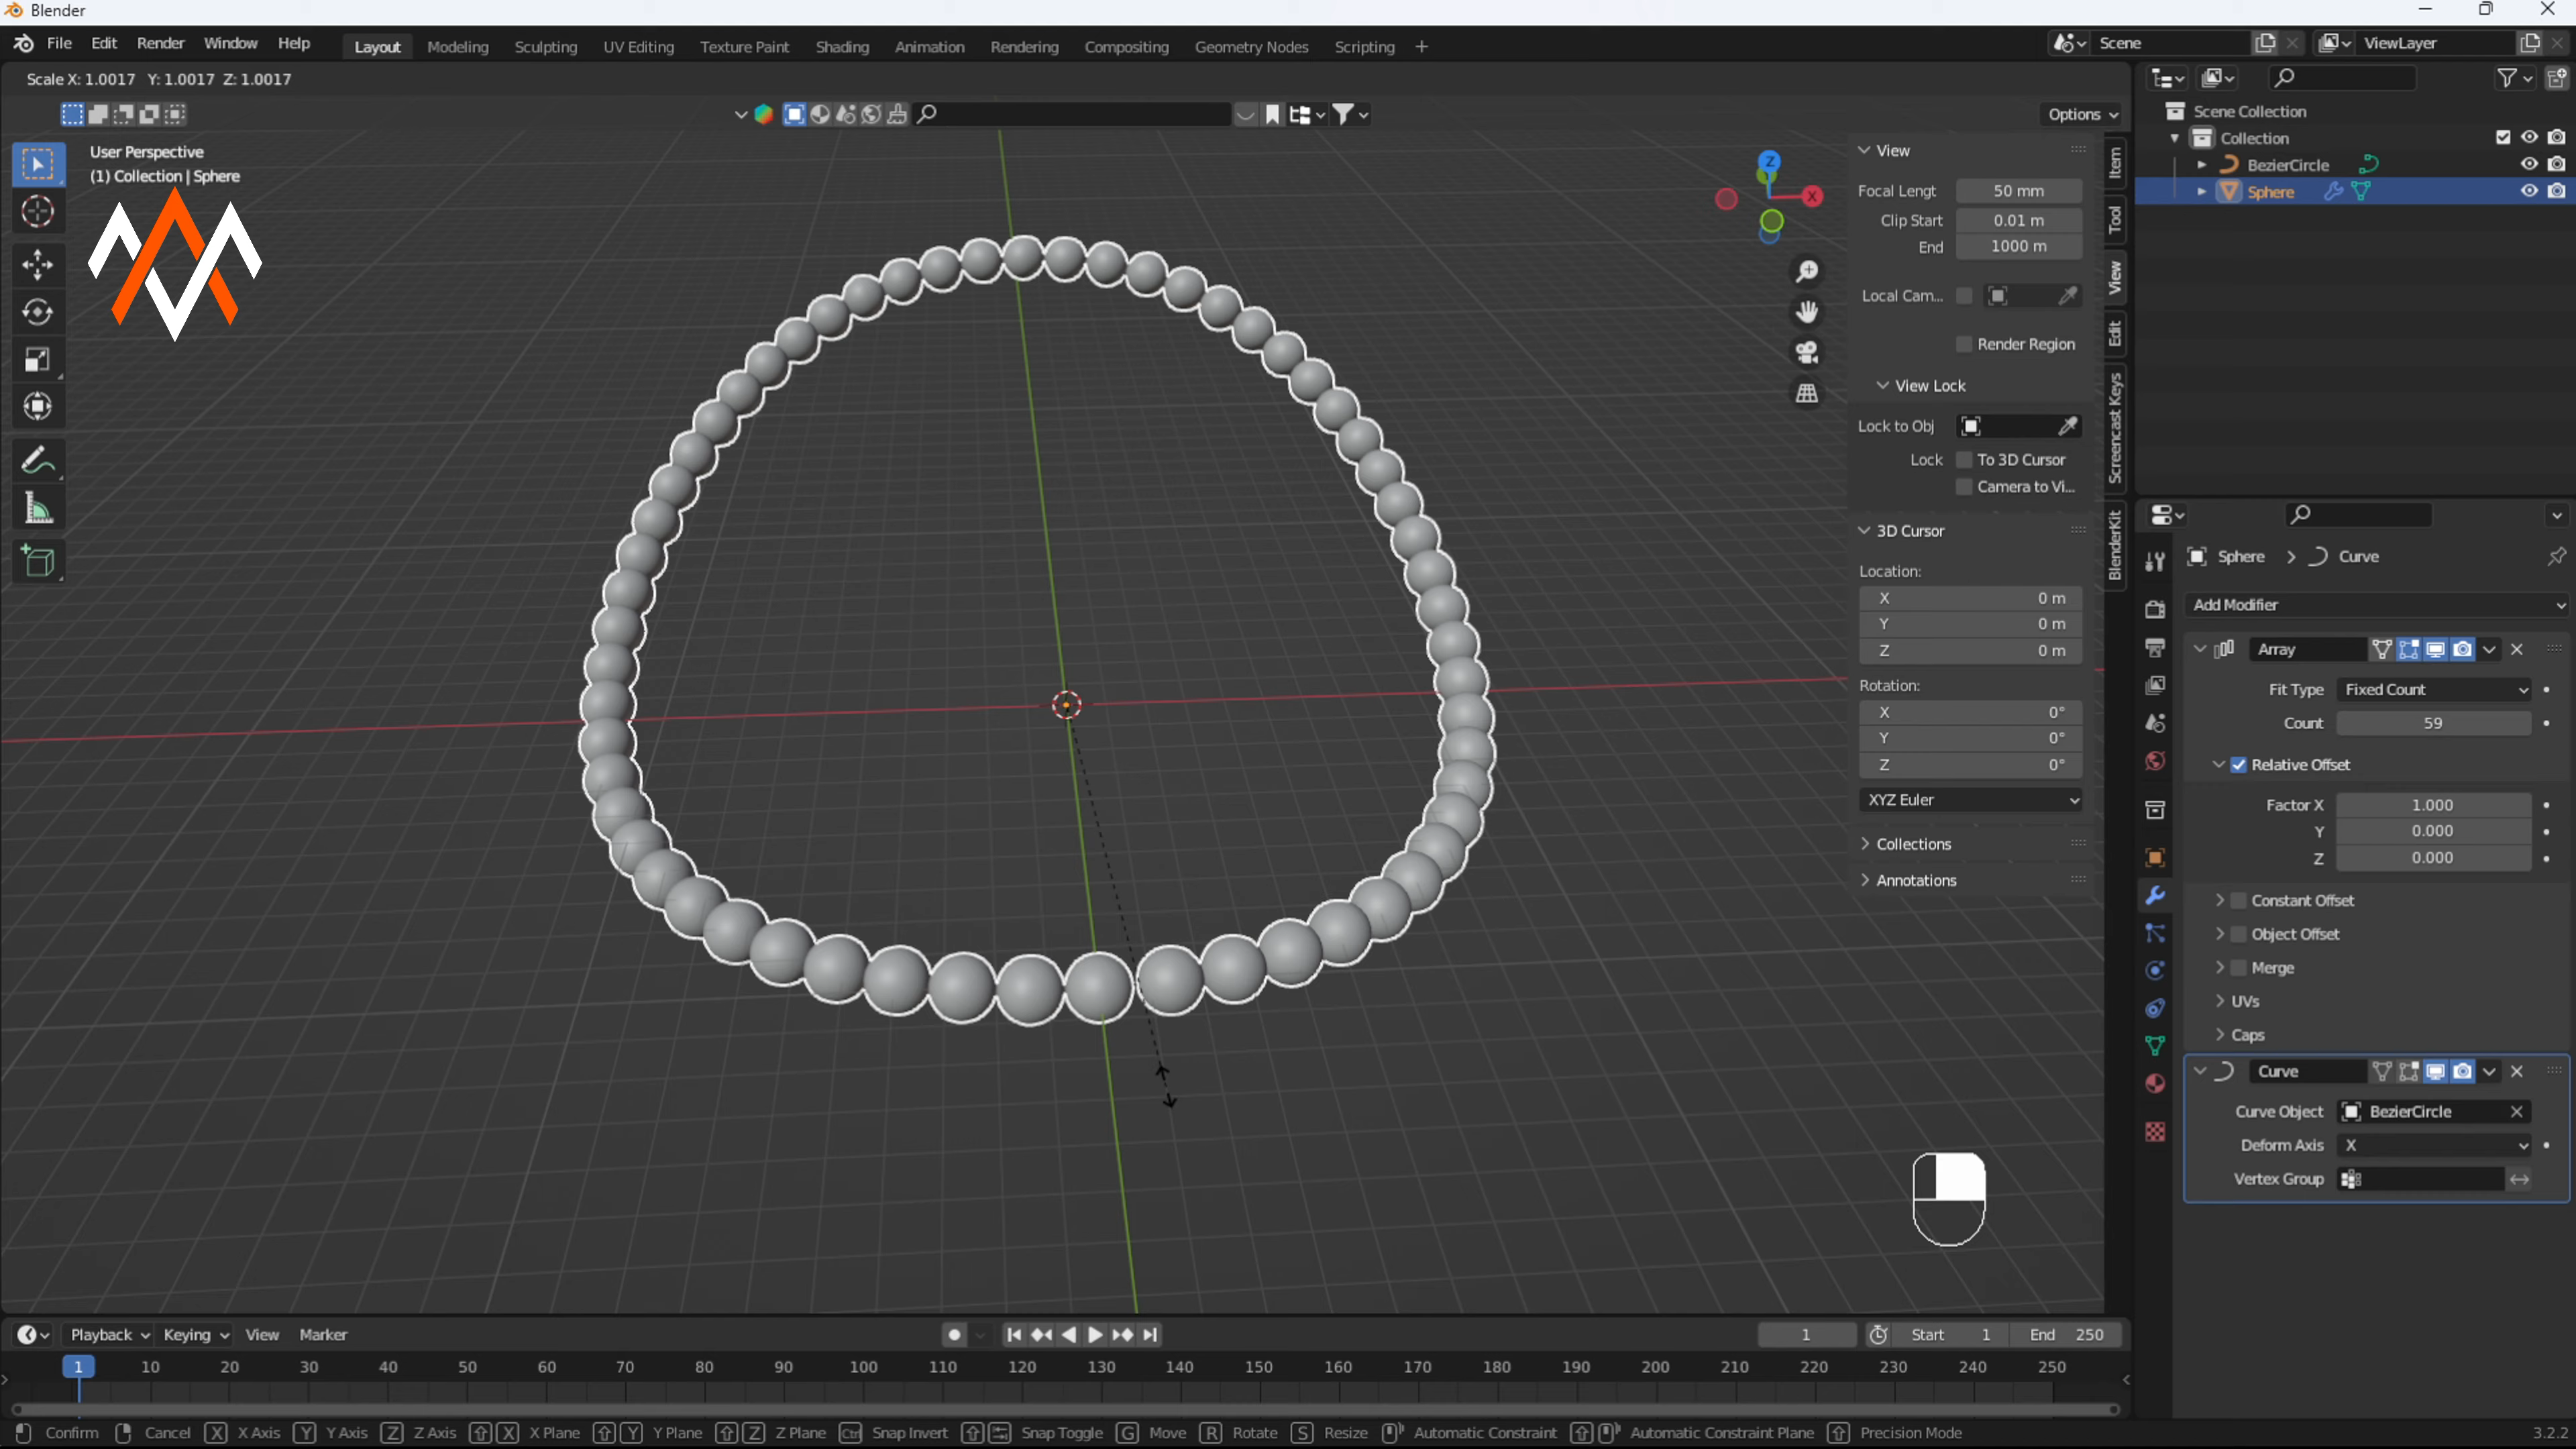 Blender
File Edit Render Window Help Layout Modeling Sculpting UV Editing Texture Paint Shading Animation Rendering Compositing Geometry Nodes Scripting + Scene ViewLayer
Scale X: 1.0017 Y: 1.0017 Z: 1.0017
Options
User Perspective
(1) Collection | Sphere
Z
X
View
Focal Lengt 50 mm
Clip Start 0.01 m
End 1000 m
Local Cam...
Render Region
View Lock
Lock to Obj
Lock To 3D Cursor
Camera to Vi...
3D Cursor
Location:
X 0 m
Y 0 m
Z 0 m
Rotation:
X 0°
Y 0°
Z 0°
XYZ Euler
Collections
Annotations
Item
Tool
View
Edit
Screencast Keys
BlenderKit
Scene Collection
Collection
BezierCircle
Sphere
Sphere > Curve
Add Modifier
Array
Fit Type Fixed Count
Count 59
Relative Offset
Factor X 1.000
Y 0.000
Z 0.000
Constant Offset
Object Offset
Merge
UVs
Caps
Curve
Curve Object BezierCircle
Deform Axis X
Vertex Group
Playback Keying View Marker 1 Start 1 End 250
1 10 20 30 40 50 60 70 80 90 100 110 120 130 140 150 160 170 180 190 200 210 220 230 240 250
Confirm Cancel X X Axis Y Y Axis Z Z Axis X X Plane Y Y Plane Z Z Plane Ctrl Snap Invert Snap Toggle G Move R Rotate S Resize Automatic Constraint Automatic Constraint Plane Precision Mode 3.2.2